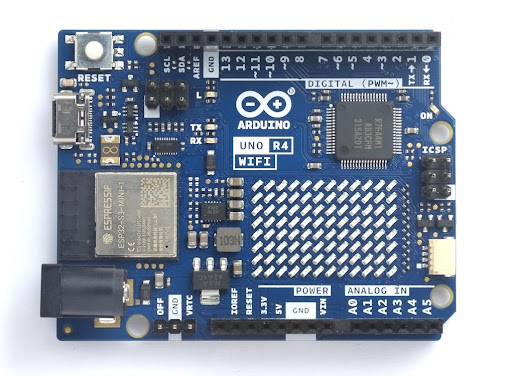 RESET
SCL
SDA
AREF
GND
13
12
~11
~10
~9
8
7
~6
~5
4
~3
2
TX→1
RX←0
DIGITAL (PWM~)
L
TX
RX
®
ARDUINO
UNO R4
WIFI
ON
ICSP
ESPRESSIF
ESP32-S3-MINI-1
OFF
GND
VRTC
IOREF
RESET
3.3V
5V
GND
VIN
POWER
ANALOG IN
A0
A1
A2
A3
A4
A5